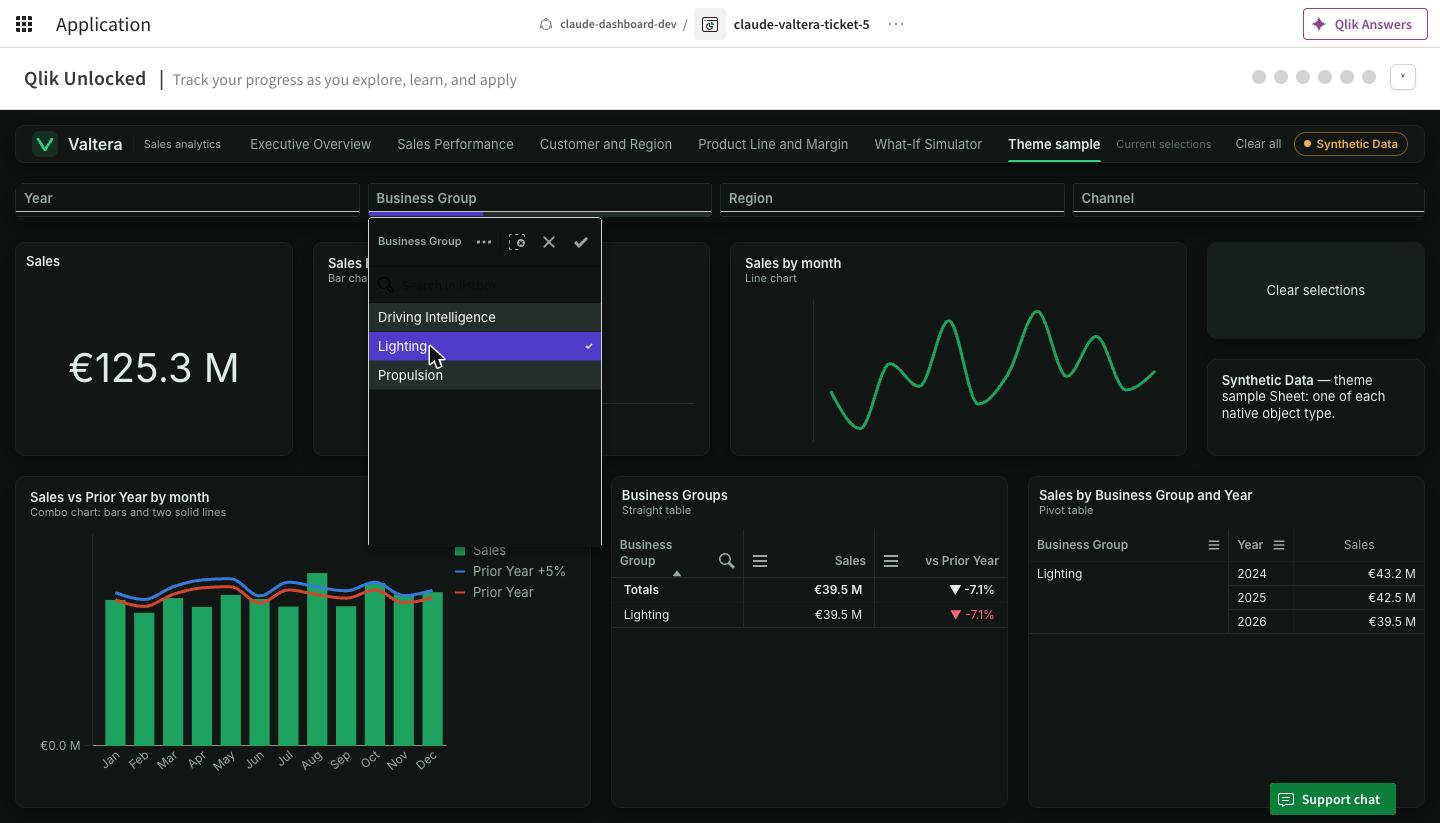 Application
claude-dashboard-dev /
claude-valtera-ticket-5
Qlik Answers
Qlik Unlocked | Track your progress as you explore, learn, and apply
Valtera
Sales analytics
Executive Overview
Sales Performance
Customer and Region
Product Line and Margin
What-If Simulator
Theme sample
Current selections
Clear all
Synthetic Data
Year
Business Group
Region
Channel
Business Group
Search in listbox
Driving Intelligence
Lighting
Propulsion
Sales
€125.3 M
Sales
Bar cha
Sales by month
Line chart
Clear selections
Synthetic Data — theme
sample Sheet: one of each
native object type.
Sales vs Prior Year by month
Combo chart: bars and two solid lines
Sales
Prior Year +5%
Prior Year
€0.0 M
Jan
Feb
Mar
Apr
May
Jun
Jul
Aug
Sep
Oct
Nov
Dec
Business Groups
Straight table
Business
Group
Sales
vs Prior Year
Totals €39.5 M ▼ -7.1%
Lighting €39.5 M ▼ -7.1%
Sales by Business Group and Year
Pivot table
Business Group
Year
Sales
Lighting 2024 €43.2 M
2025 €42.5 M
2026 €39.5 M
Support chat